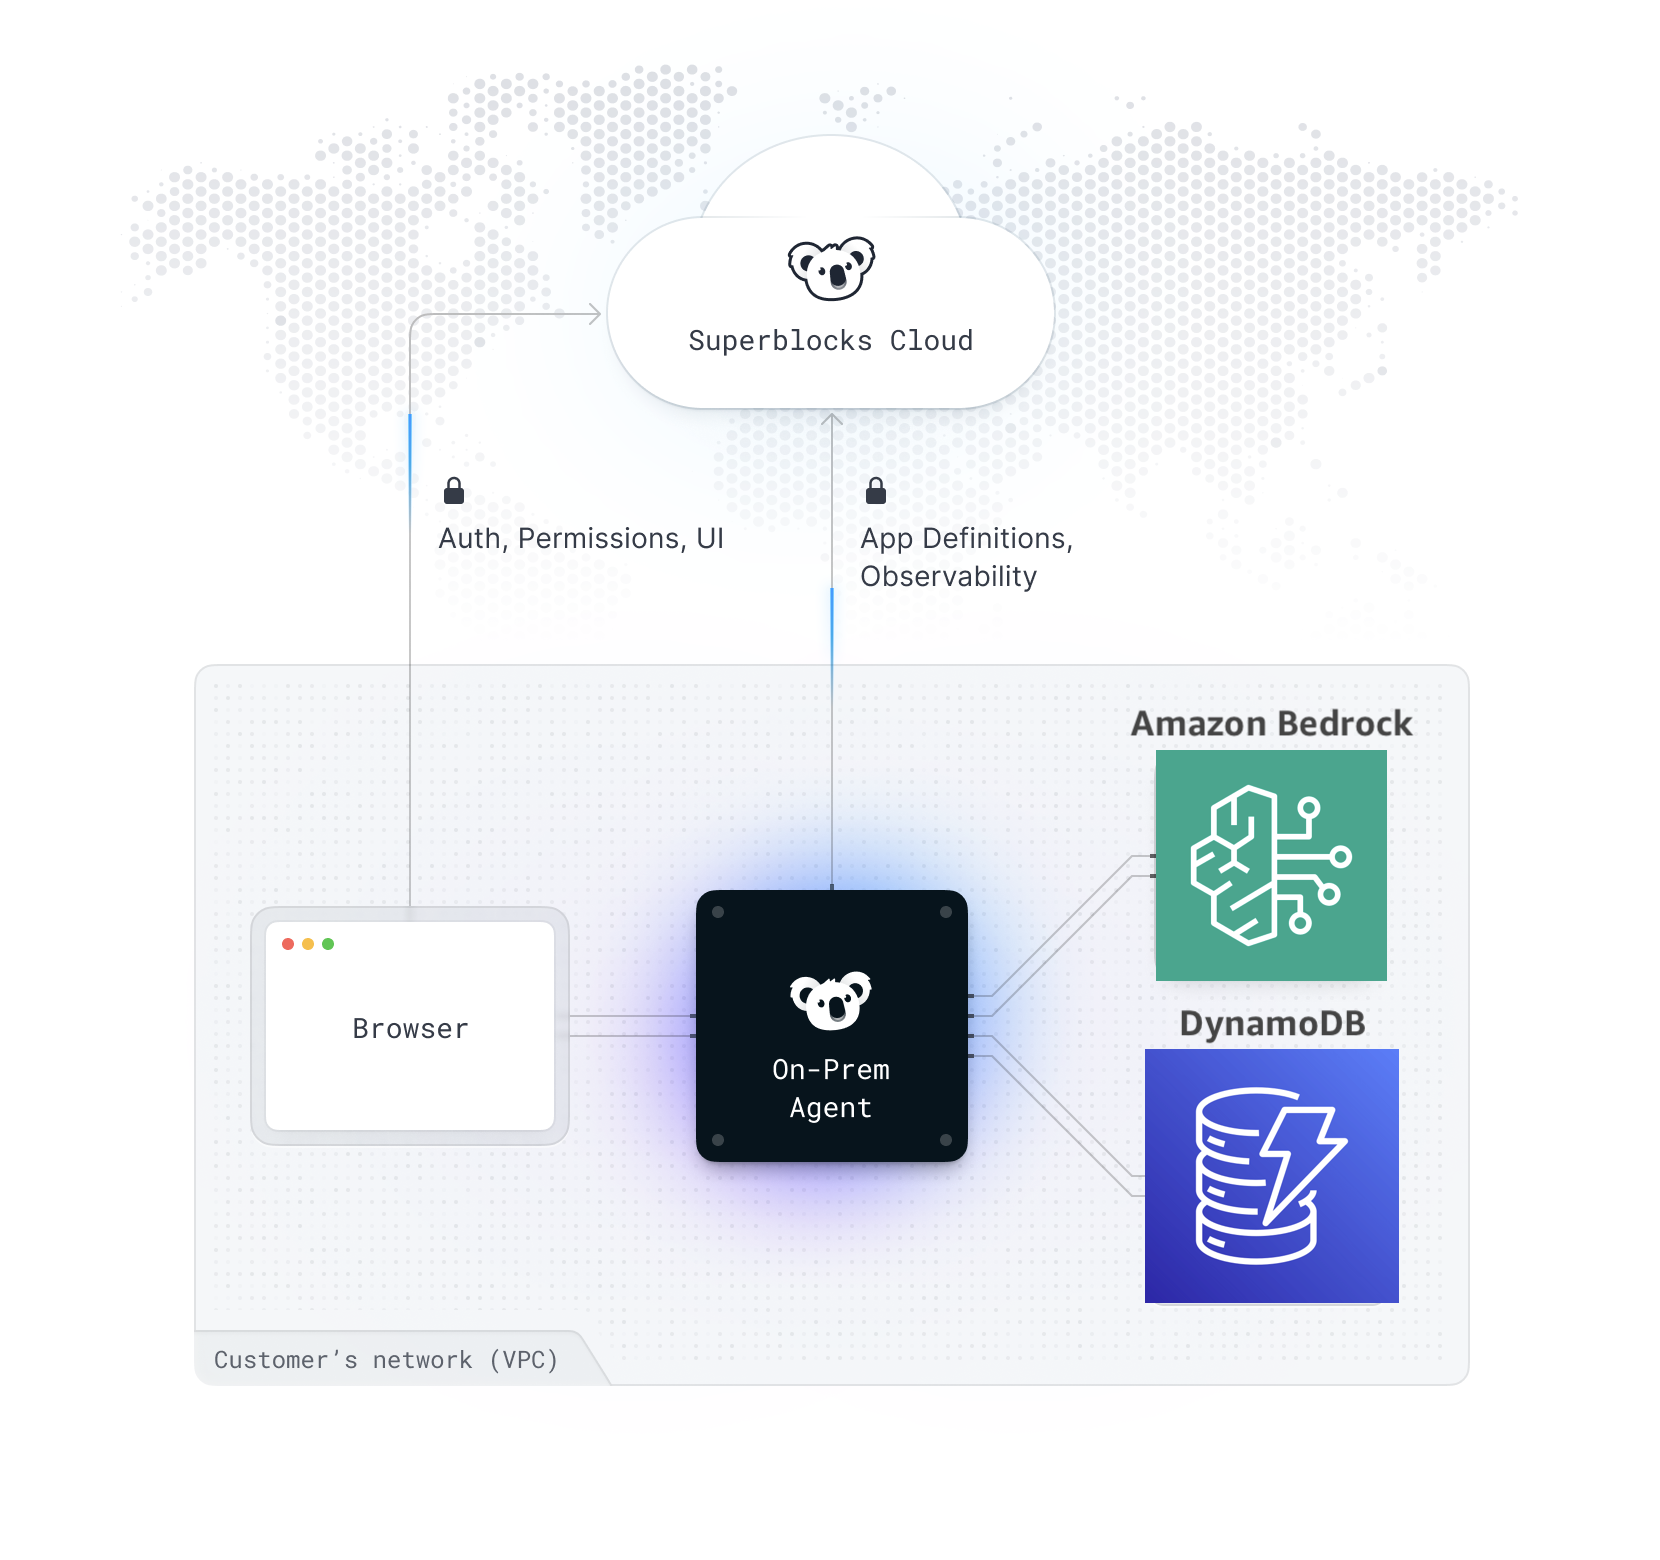 Superblocks Cloud
Auth, Permissions, UI
App Definitions,
Observability
Amazon Bedrock
DynamoDB
Browser
On-Prem
Agent
Customer’s network (VPC)